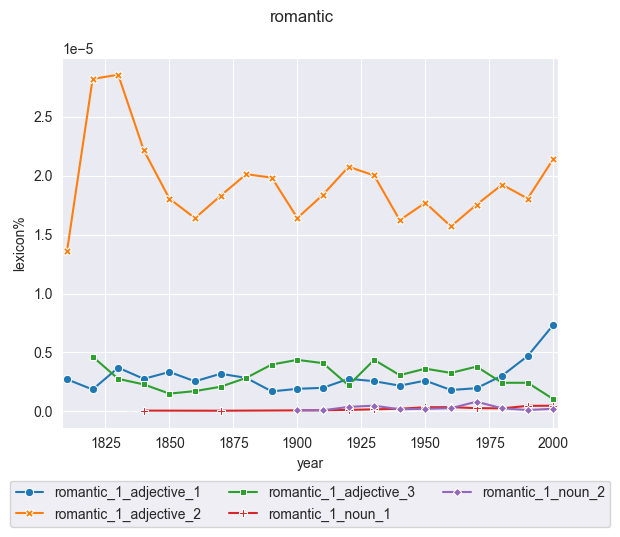 romantic
1e−5
2.5
2.0
1.5
1.0
0.5
0.0
lexicon%
1825 1850 1875 1900 1925 1950 1975 2000
year
romantic_1_adjective_1 romantic_1_adjective_3 romantic_1_noun_2
romantic_1_adjective_2 romantic_1_noun_1